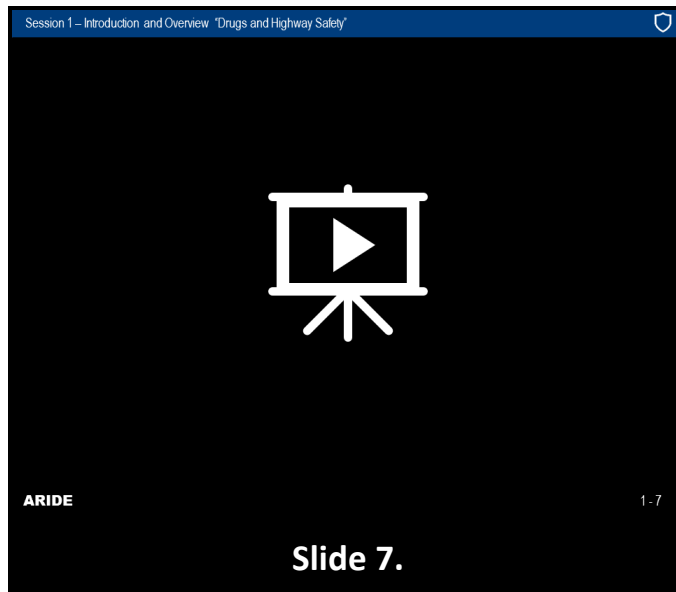 Session 1 – Introduction and Overview "Drugs and Highway Safety"
ARIDE
1 - 7
Slide 7.